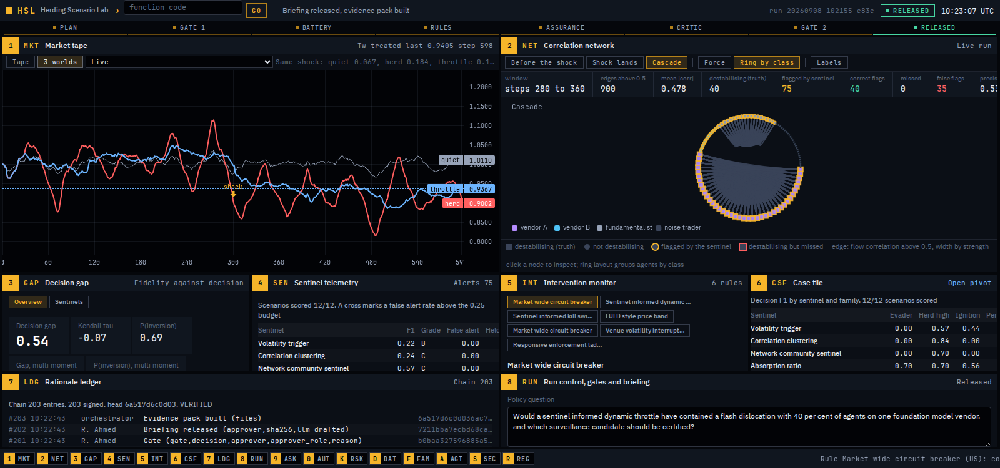 HSL Herding Scenario Lab › function code GO Briefing released, evidence pack built run 20260908-102155-e83e RELEASED 10:23:07 UTC
PLAN GATE 1 BATTERY RULES ASSURANCE CRITIC GATE 2 RELEASED
1 MKT Market tape Tw treated last 0.9405 step 598
Tape 3 worlds Live Same shock: quiet 0.067, herd 0.184, throttle 0.1…
1.2000
1.1500
1.1000
1.0500
quiet 1.0110
throttle 0.9367
shock
herd 0.9002
0.8500
0.8000
60 120 180 240 300 360 420 480 540 59
2 NET Correlation network Live run
Before the shock Shock lands Cascade Force Ring by class Labels
window edges above 0.5 mean |corr| destabilising (truth) flagged by sentinel correct flags missed false flags precis
steps 280 to 360 900 0.478 40 75 40 0 35 0.53
Cascade
vendor A vendor B fundamentalist noise trader
destabilising (truth) not destabilising flagged by the sentinel destabilising but missed edge: flow correlation above 0.5, width by strength
click a node to inspect; ring layout groups agents by class
3 GAP Decision gap Fidelity against decision
Overview Sentinels
Decision gap Kendall tau P(inversion)
0.54 -0.07 0.69
Gap, multi moment P(inversion), multi moment
4 SEN Sentinel telemetry Alerts 75
Scenarios scored 12/12. A cross marks a false alert rate above the 0.25
budget
Sentinel F1 Grade False alert Held
Volatility trigger 0.22 B 0.00
Correlation clustering 0.24 C 0.00
Network community sentinel 0.57 C 0.00
5 INT Intervention monitor 6 rules
Market wide circuit breaker Sentinel informed dynamic …
Sentinel informed kill swi… LULD style price band
Market wide circuit breaker Venue volatility interrupt…
Responsive enforcement lad…
Market wide circuit breaker
6 CSF Case file Open pivot
Decision F1 by sentinel and family, 12/12 scenarios scored
Sentinel Evader Herd high Ignition Per
Volatility trigger 0.00 0.57 0.44
Correlation clustering 0.00 0.84 0.00
Network community sentinel 0.00 0.70 0.00
Absorption ratio 0.70 0.70 0.56
7 LDG Rationale ledger Chain 203
Chain 203 entries, 203 signed, head 6a517d6c0d03, VERIFIED
#203 10:22:43 orchestrator Evidence_pack_built (files) 6a517d6c0d036ac7…
#202 10:22:43 R. Ahmed Briefing_released (approver,sha256,llm_drafted) 7211bba7ecbd68ca…
#201 10:22:43 R. Ahmed Gate (gate,decision,approver,approver_role,reason) b0baa327596885a5…
8 RUN Run control, gates and briefing Released
Policy question
Would a sentinel informed dynamic throttle have contained a flash dislocation with 40 per cent of agents on one foundation model vendor,
and which surveillance candidate should be certified?
1 MKT 2 NET 3 GAP 4 SEN 5 INT 6 CSF 7 LDG 8 RUN 9 ASK 0 AUT K RSK D DAT F FAM A AGT S SEC R REG Rule Market wide circuit breaker (US): co